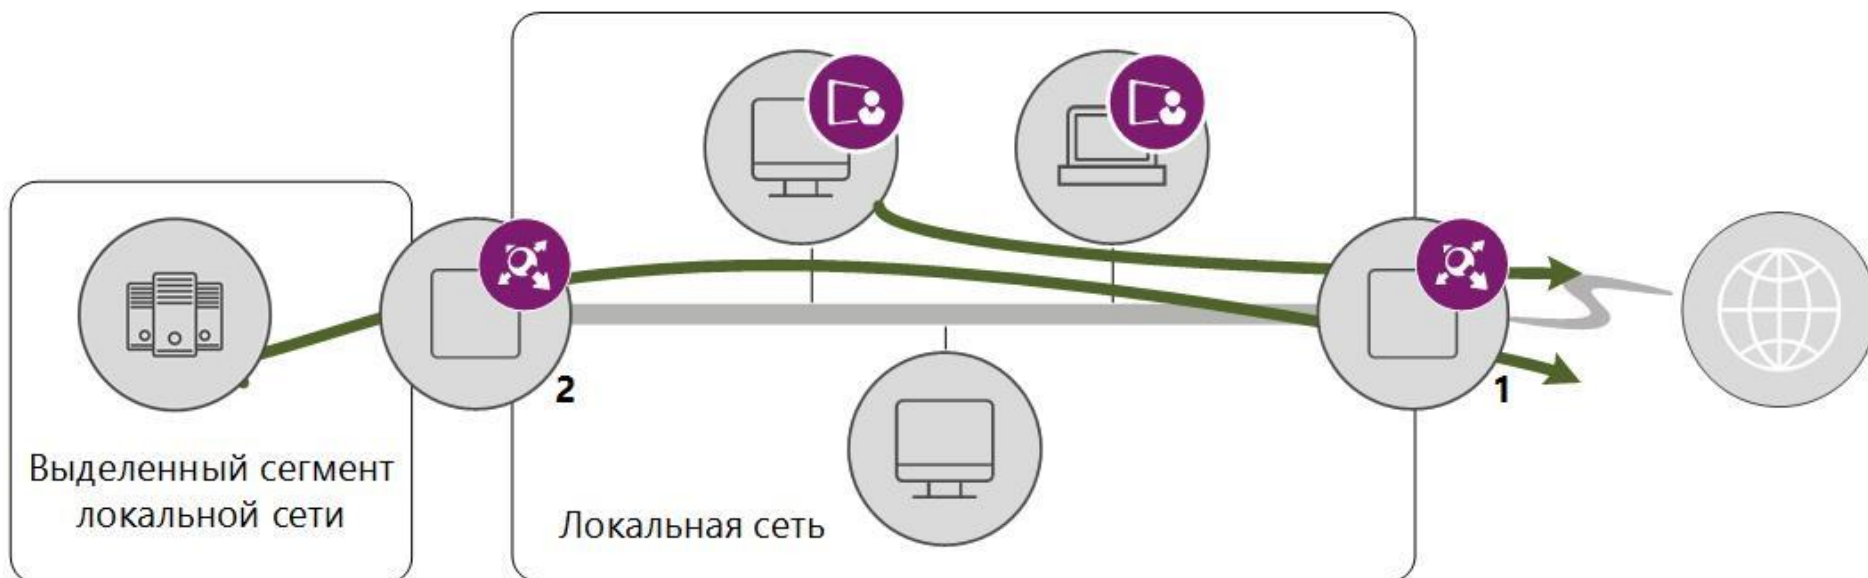 2
1
Выделенный сегмент
локальной сети
Локальная сеть